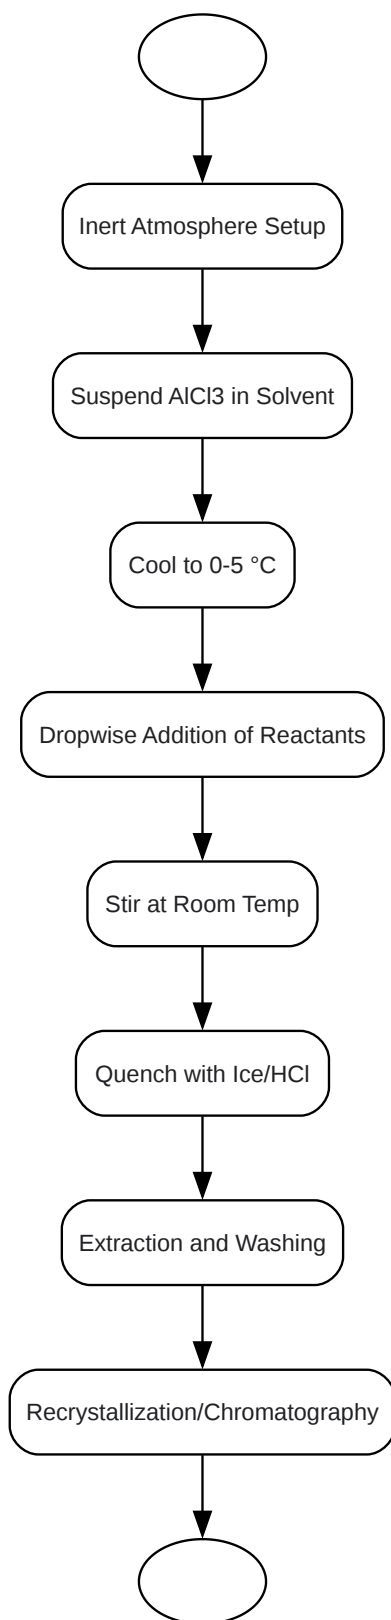 Inert Atmosphere Setup
Suspend AlCl3 in Solvent
Cool to 0-5 °C
Dropwise Addition of Reactants
Stir at Room Temp
Quench with Ice/HCl
Extraction and Washing
Recrystallization/Chromatography